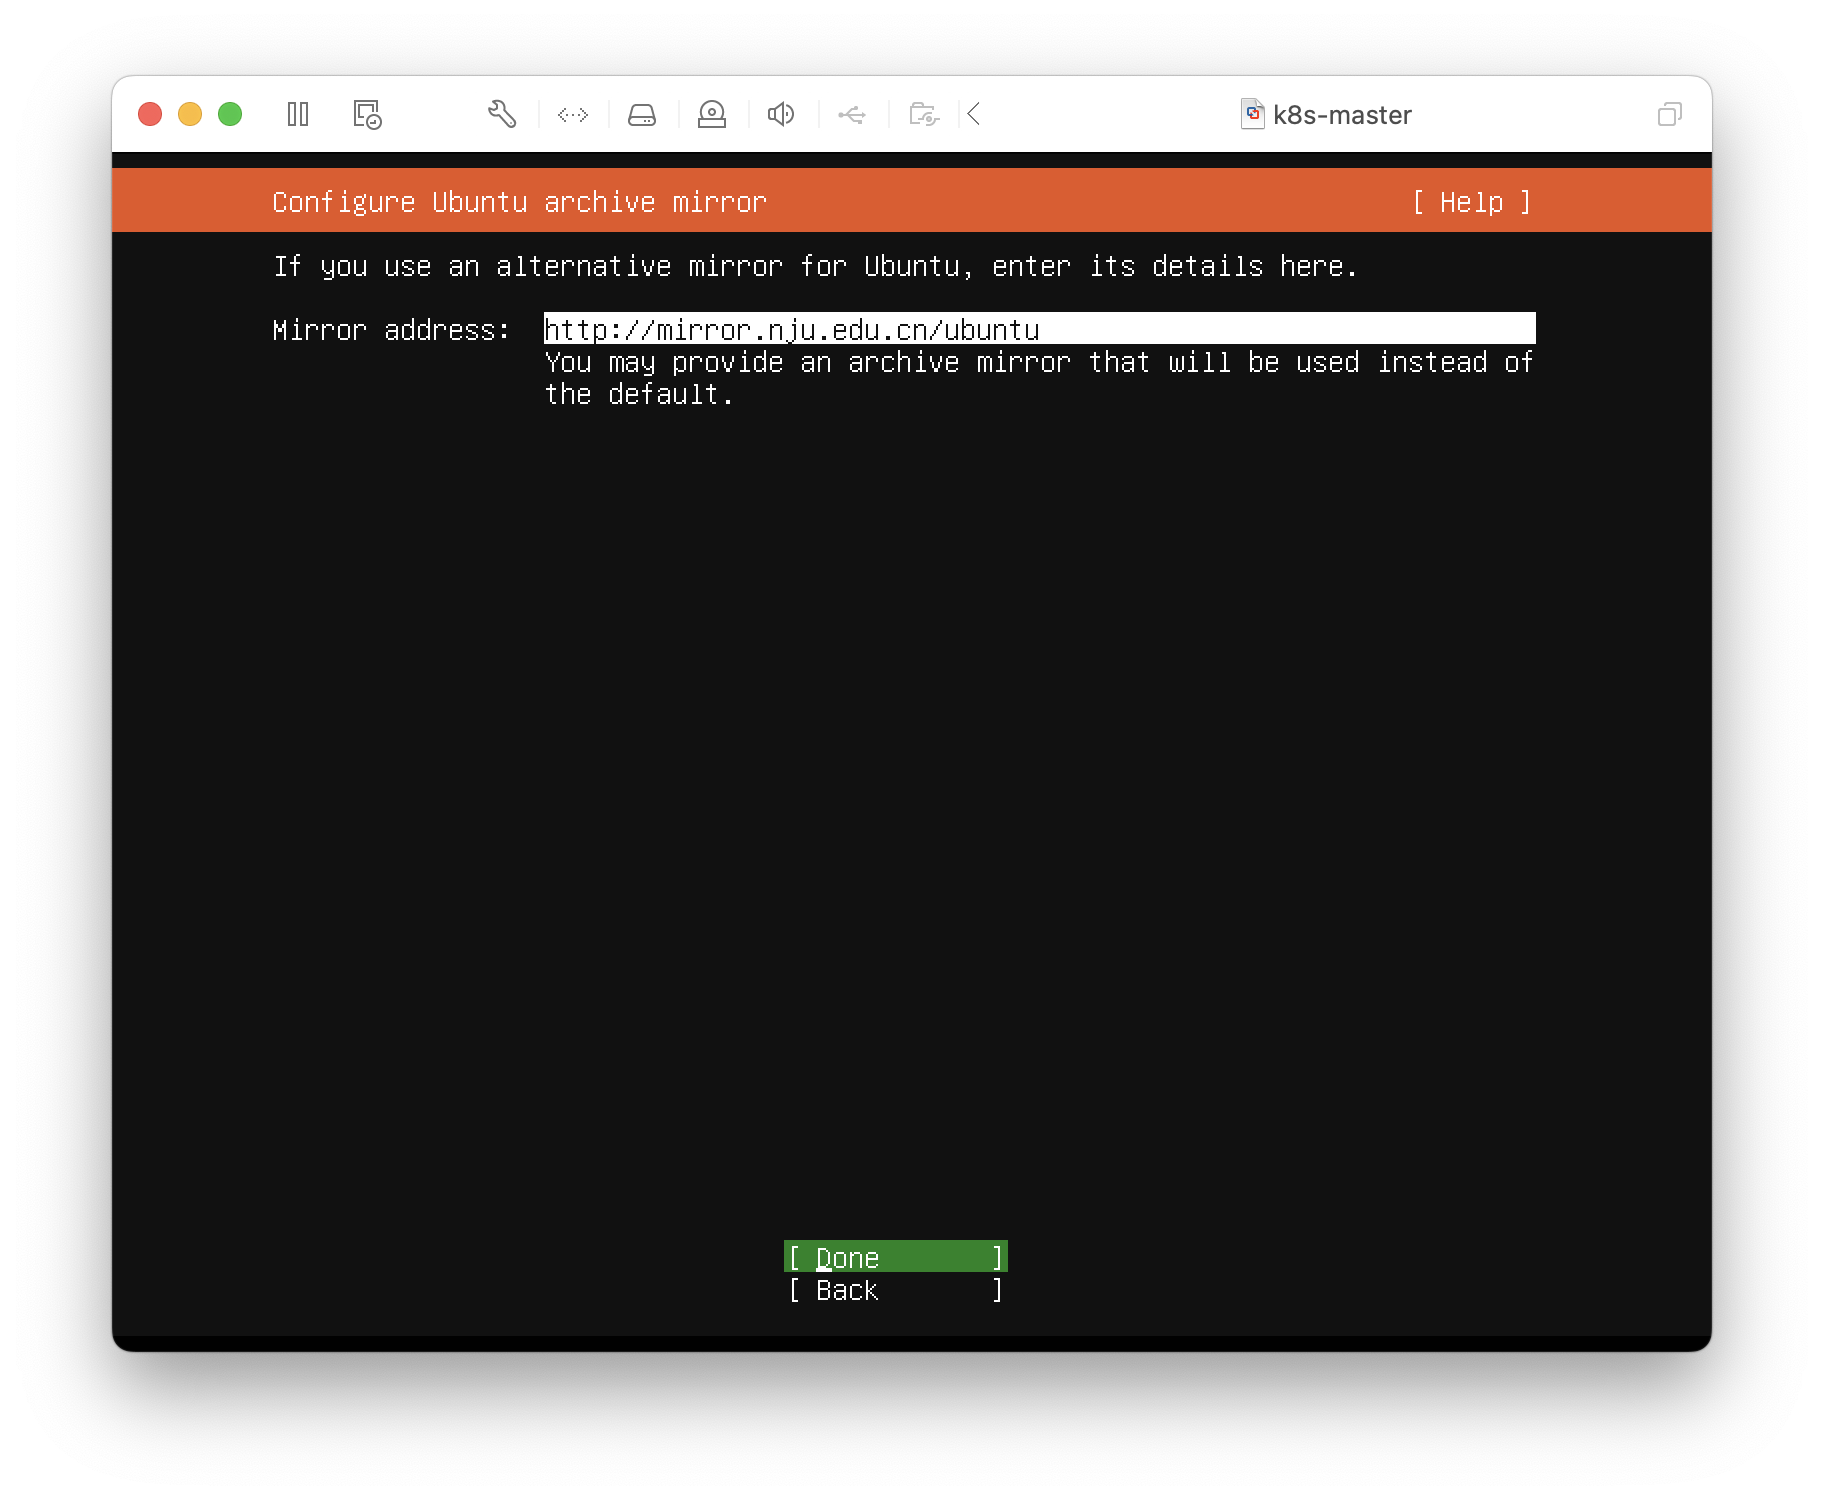 k8s-master
Configure Ubuntu archive mirror [ Help ]
If you use an alternative mirror for Ubuntu, enter its details here.
Mirror address: http://mirror.nju.edu.cn/ubuntu
You may provide an archive mirror that will be used instead of
the default.
[ Done ]
[ Back ]